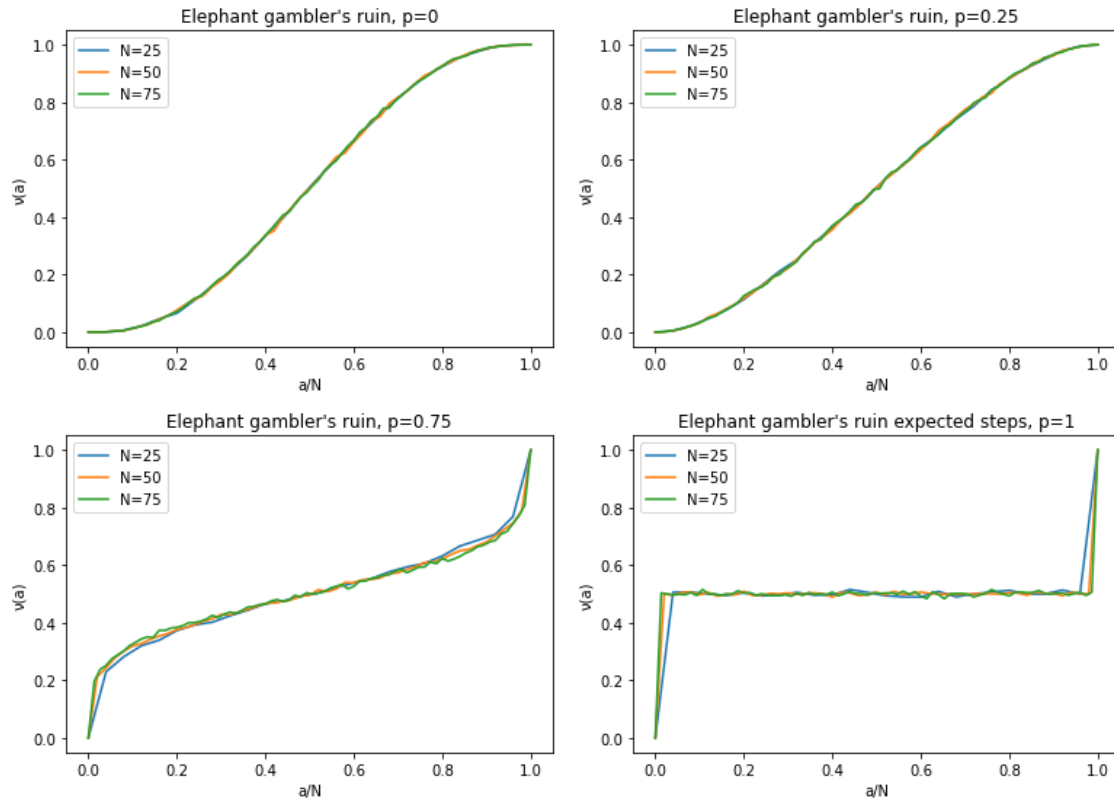 Elephant gambler's ruin, p=0
1.0
0.8
0.6
0.4
0.2
0.0
ν(a)
N=25
N=50
N=75
0.0 0.2 0.4 0.6 0.8 1.0
a/N
Elephant gambler's ruin, p=0.25
1.0
0.8
0.6
0.4
0.2
0.0
ν(a)
N=25
N=50
N=75
0.0 0.2 0.4 0.6 0.8 1.0
a/N
Elephant gambler's ruin, p=0.75
1.0
0.8
0.6
0.4
0.2
0.0
ν(a)
N=25
N=50
N=75
0.0 0.2 0.4 0.6 0.8 1.0
a/N
Elephant gambler's ruin expected steps, p=1
1.0
0.8
0.6
0.4
0.2
0.0
ν(a)
N=25
N=50
N=75
0.0 0.2 0.4 0.6 0.8 1.0
a/N